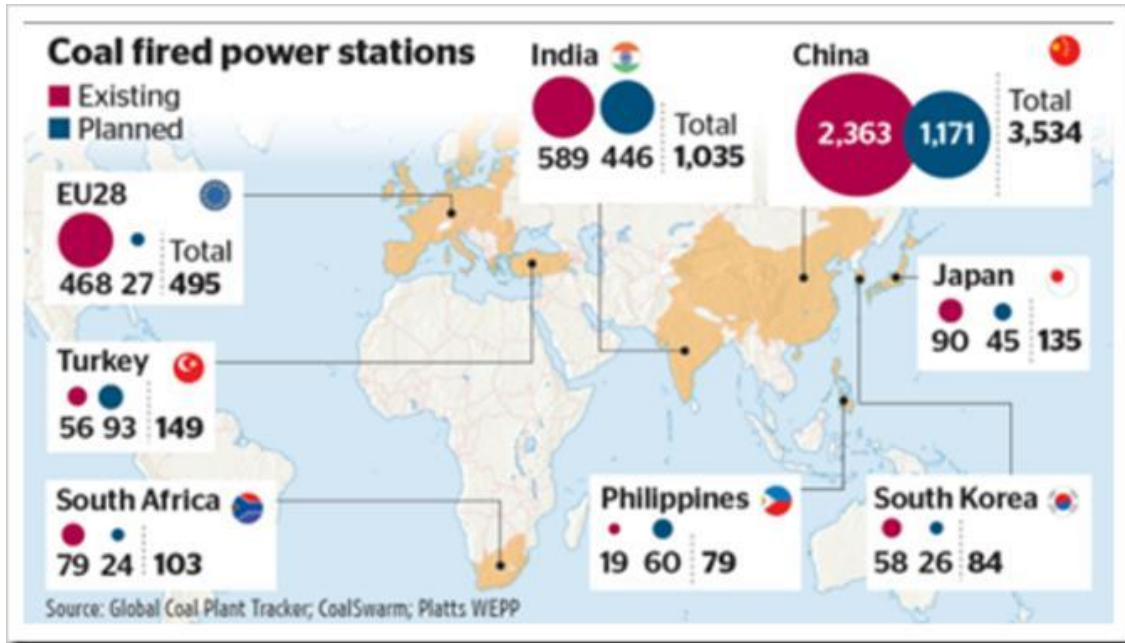 Coal fired power stations
Existing
Planned
India
589 446
Total
1,035
China
2,363 1,171
Total
3,534
EU28
468 27
Total
495
Turkey
56 93 149
South Africa
79 24 103
Japan
90 45 135
Philippines
19 60 79
South Korea
58 26 84
Source: Global Coal Plant Tracker; CoalSwarm; Platts WEPP